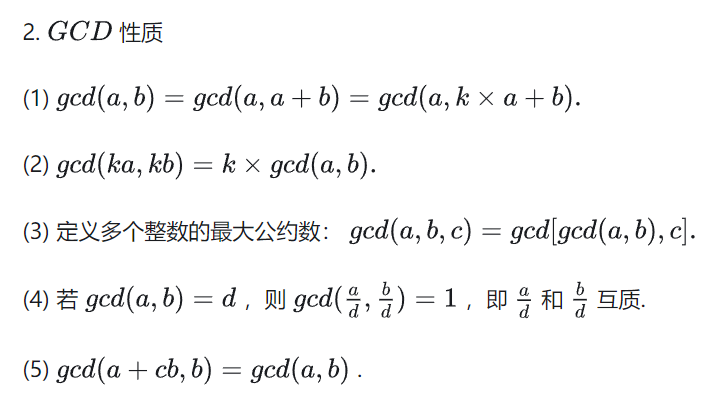 2. GCD 性质
(1) gcd(a, b) = gcd(a, a + b) = gcd(a, k × a + b).
(2) gcd(ka, kb) = k × gcd(a, b).
(3) 定义多个整数的最大公约数： gcd(a, b, c) = gcd[gcd(a, b), c].
(4) 若 gcd(a, b) = d ，则 gcd(a/d, b/d) = 1 ，即 a/d 和 b/d 互质.
(5) gcd(a + cb, b) = gcd(a, b) .